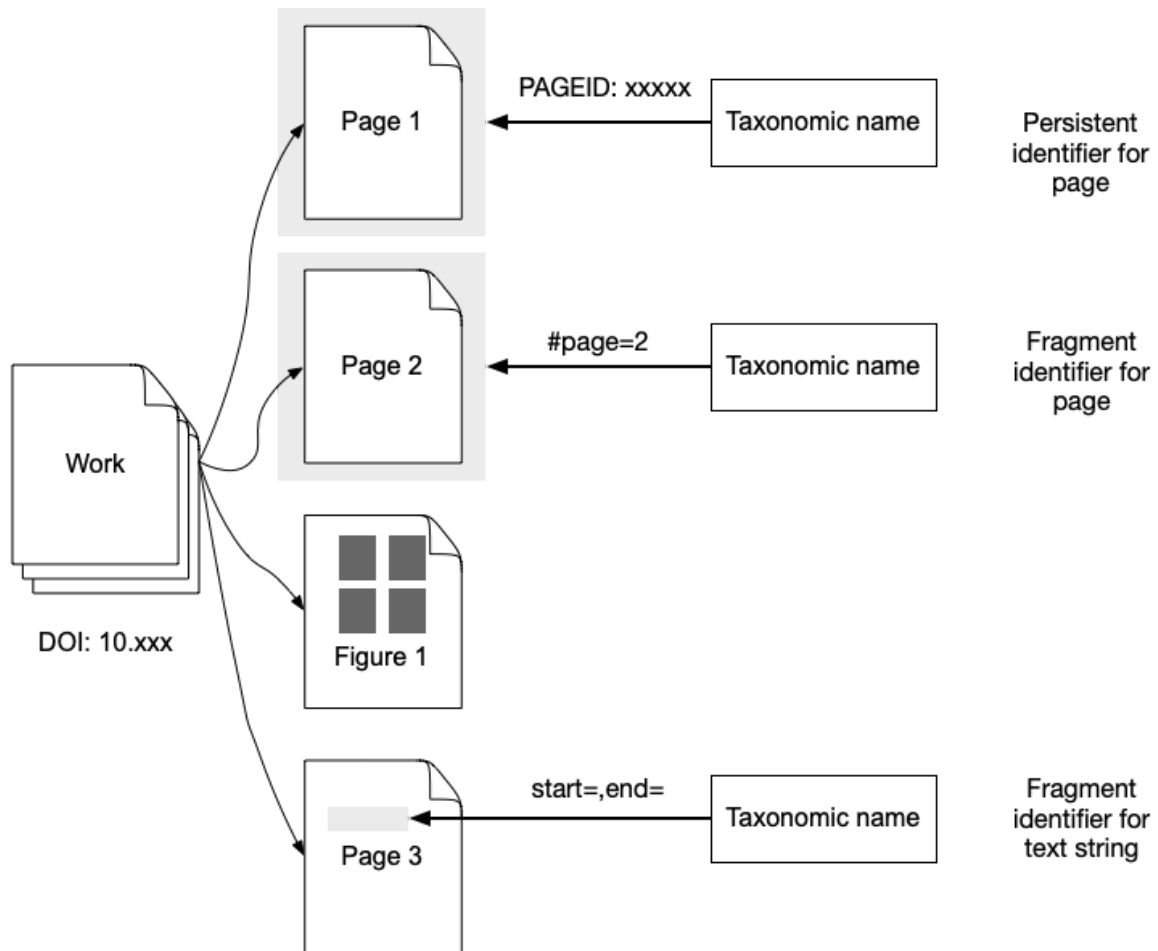 PAGEID: xxxxx
Page 1
Taxonomic name
Persistent
identifier for
page
#page=2
Page 2
Taxonomic name
Fragment
identifier for
page
Work
DOI: 10.xxx
Figure 1
start=,end=
Page 3
Taxonomic name
Fragment
identifier for
text string